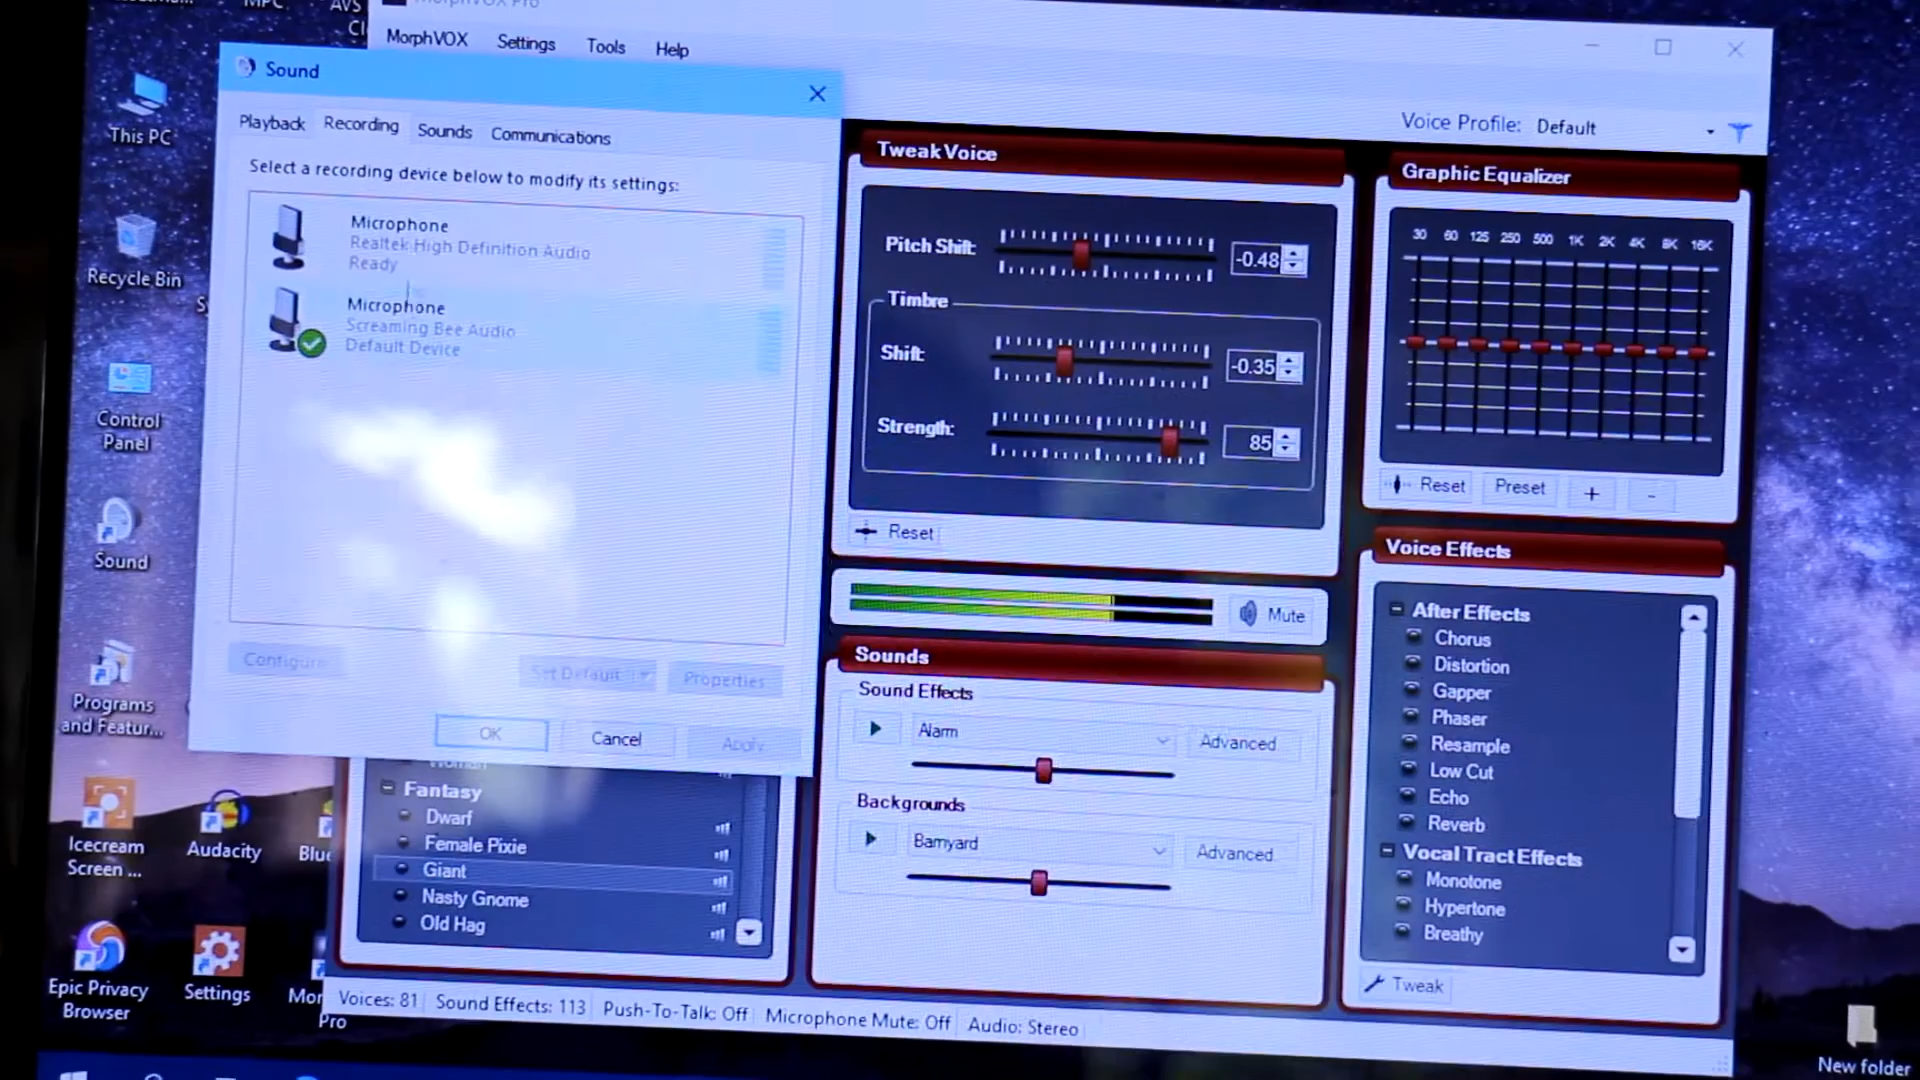 MPC
AVS
MorphVOX Pro
MorphVOX Settings Tools Help
Sound
Playback Recording Sounds Communications
Select a recording device below to modify its settings:
Microphone
Realtek High Definition Audio
Ready
Microphone
Screaming Bee Audio
Default Device
Configure
Set Default
Properties
OK
Cancel
Apply
This PC
Recycle Bin
Control
Panel
Sound
Programs
and Featur...
Icecream
Screen ...
Audacity
Epic Privacy
Browser
Settings
Pro
Voice Profile: Default
Tweak Voice
Pitch Shift: -0.48
Timbre
Shift: -0.35
Strength: 85
Reset
Mute
Graphic Equalizer
30 60 125 250 500 1K 2K 4K 8K 16K
Reset Preset + -
Sounds
Sound Effects
Alarm Advanced
Backgrounds
Barnyard Advanced
Voice Effects
After Effects
Chorus
Distortion
Gapper
Phaser
Resample
Low Cut
Echo
Reverb
Vocal Tract Effects
Monotone
Hypertone
Breathy
Tweak
Woman
Fantasy
Dwarf
Female Pixie
Giant
Nasty Gnome
Old Hag
Voices: 81 Sound Effects: 113 Push-To-Talk: Off Microphone Mute: Off Audio: Stereo
New folder